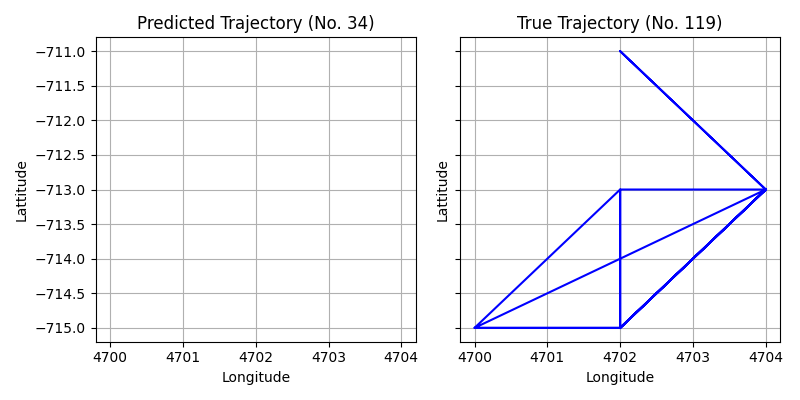 Predicted Trajectory (No. 34)
True Trajectory (No. 119)
−711.0
−711.5
−712.0
−712.5
−713.0
−713.5
−714.0
−714.5
−715.0
Lattitude
Lattitude
4700 4701 4702 4703 4704
4700 4701 4702 4703 4704
Longitude
Longitude